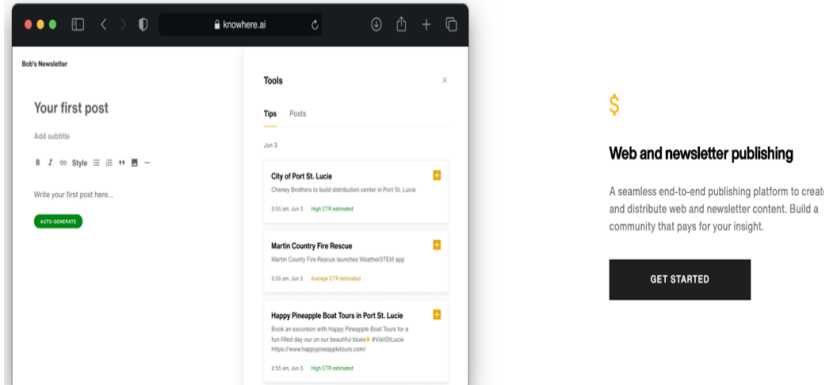 knowhere.ai
Bob's Newsletter
Your first post
Add subtitle
B I Style
Write your first post here...
AUTO-GENERATE
Tools
Tips Posts
Jun 3
City of Port St. Lucie
Cheney Brothers to build distribution center in Port St. Lucie
2:55 am, Jun 3 High CTR estimated
Martin Country Fire Rescue
Martin County Fire Rescue launches WeatherSTEM app
2:55 am, Jun 3 Average CTR estimated
Happy Pineapple Boat Tours in Port St. Lucie
Book an excursion with Happy Pineapple Boat Tours for a
fun-filled day our on our beautiful blues #VisitStLucie
https://www.happypineappletours.com/
2:55 am, Jun 3 High CTR estimated
$
Web and newsletter publishing
A seamless end-to-end publishing platform to create
and distribute web and newsletter content. Build a
community that pays for your insight.
GET STARTED